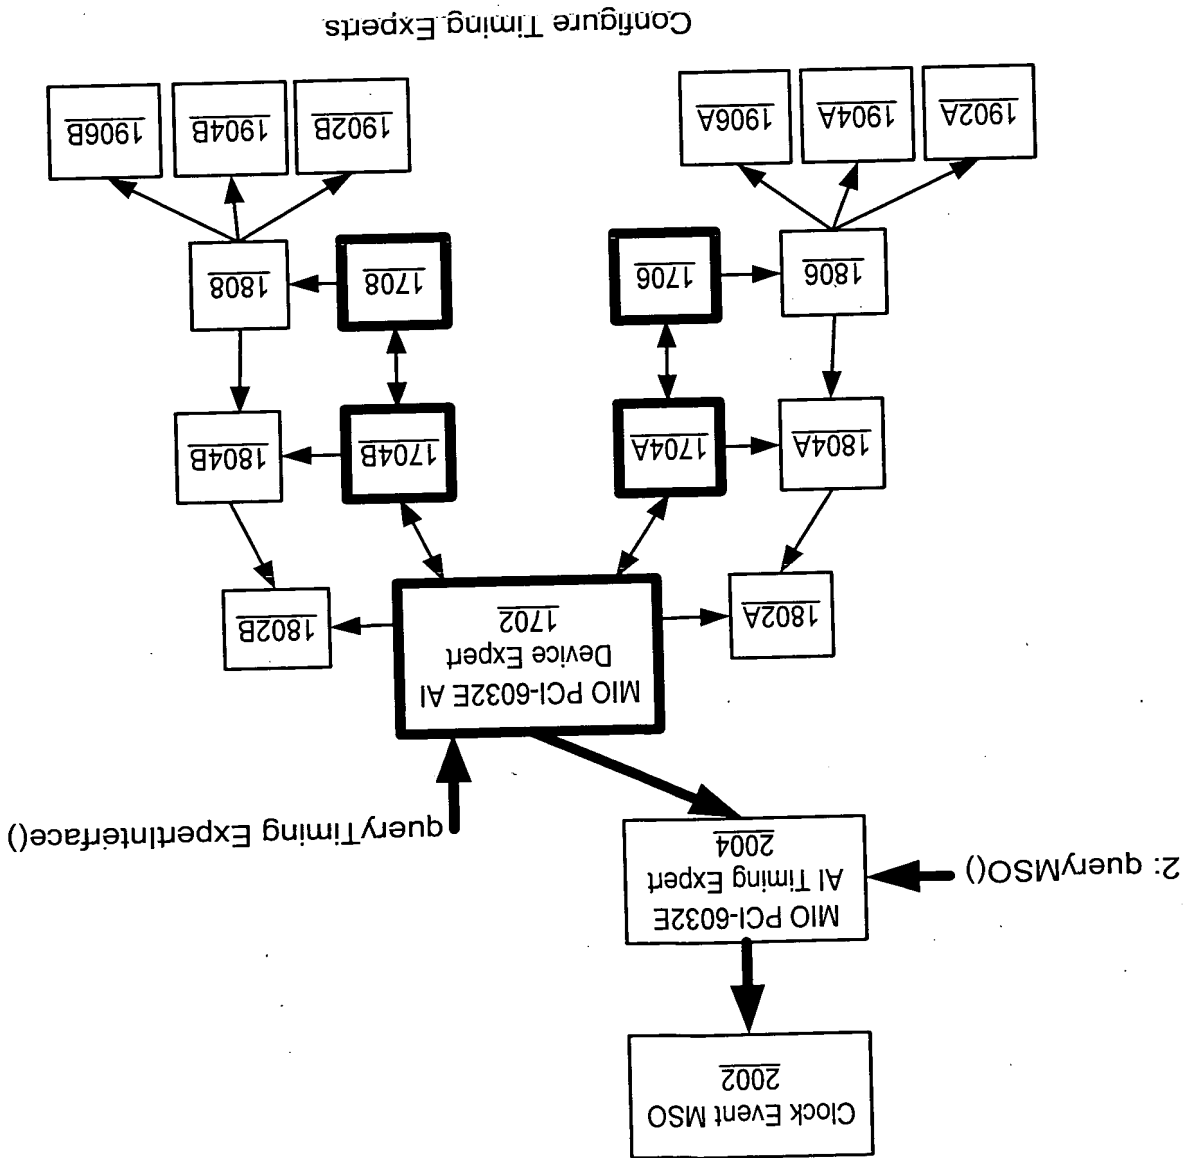 Clock Event MSO
2002
2: queryMSO()
MIO PCI-6032E
AI Timing Expert
2004
queryTiming ExpertInterface()
MIO PCI-6032E AI
Device Expert
1702
1802A
1802B
1804A
1704A
1704B
1804B
1806
1706
1708
1808
1902A
1904A
1906A
1902B
1904B
1906B
Configure Timing Experts